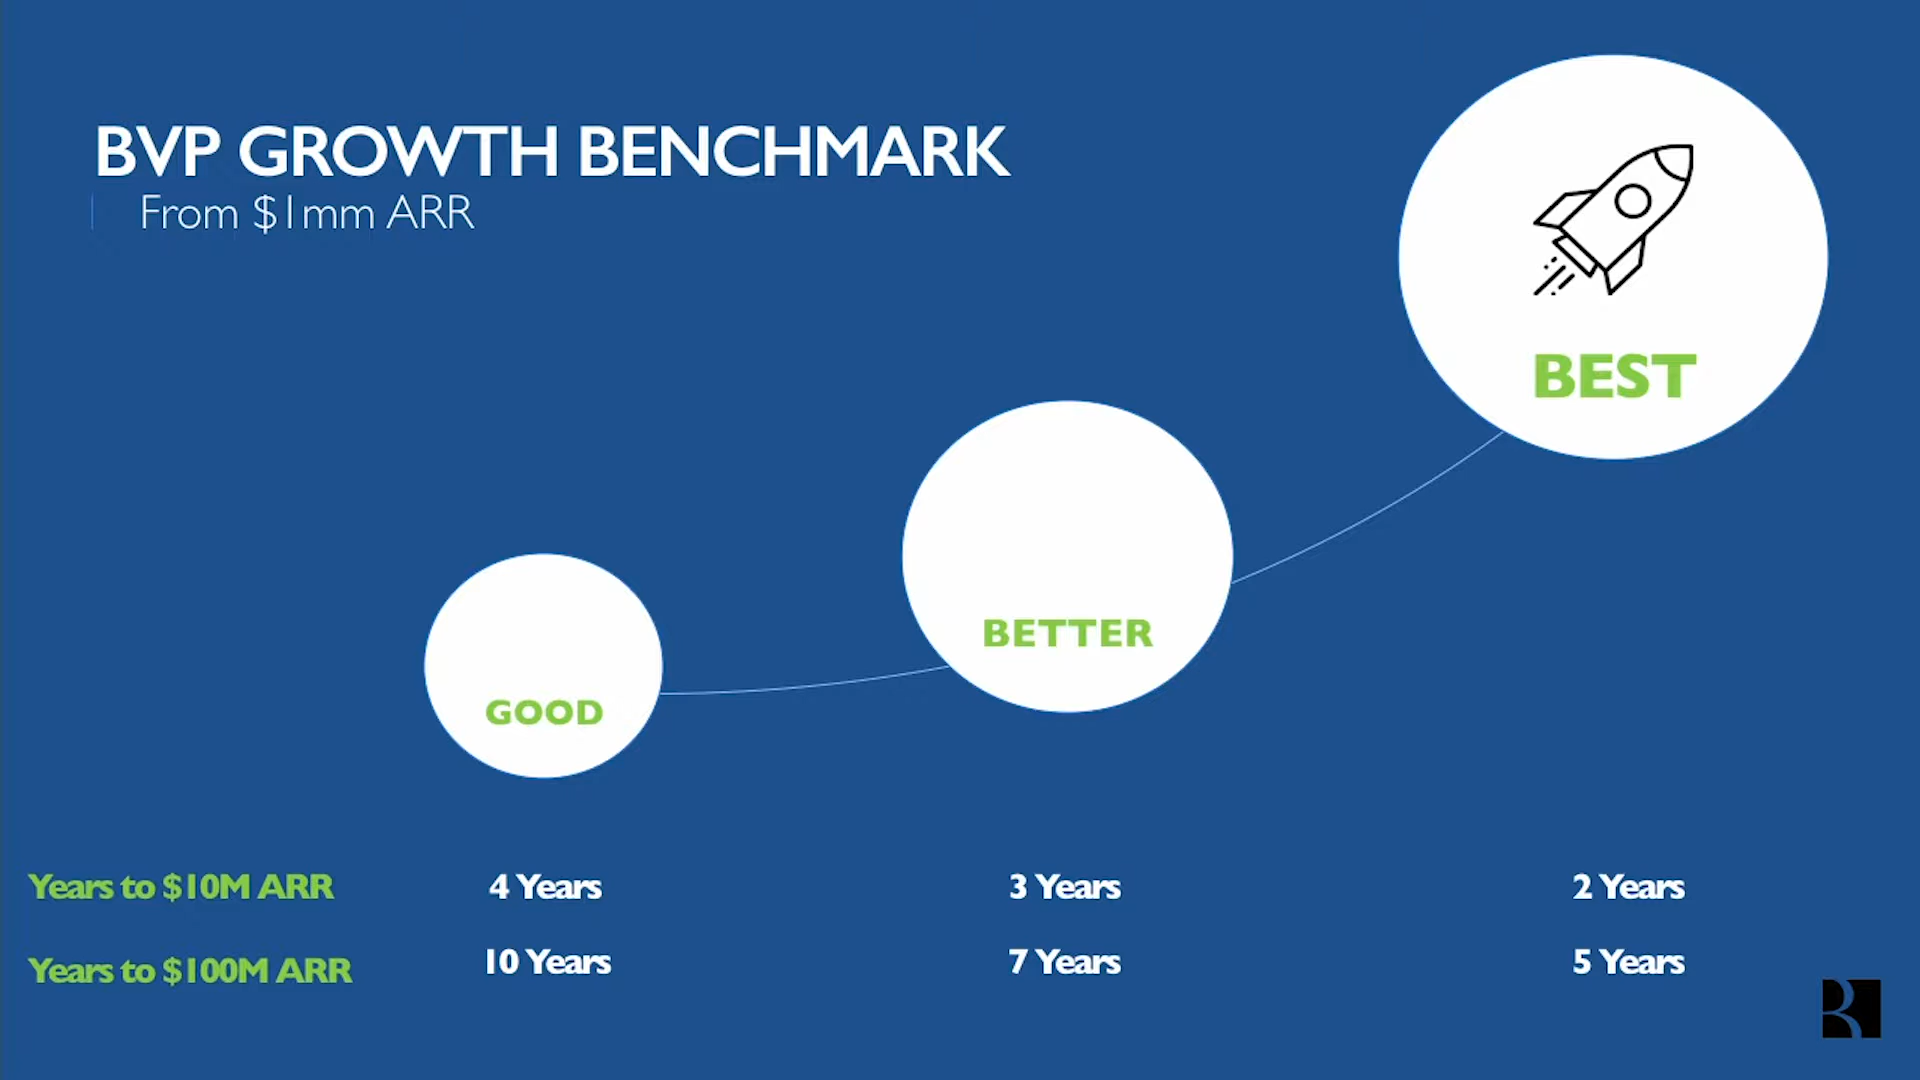 BVP GROWTH BENCHMARK
From $1mm ARR
BEST
BETTER
GOOD
Years to $10M ARR 4 Years 3 Years 2 Years
Years to $100M ARR 10 Years 7 Years 5 Years